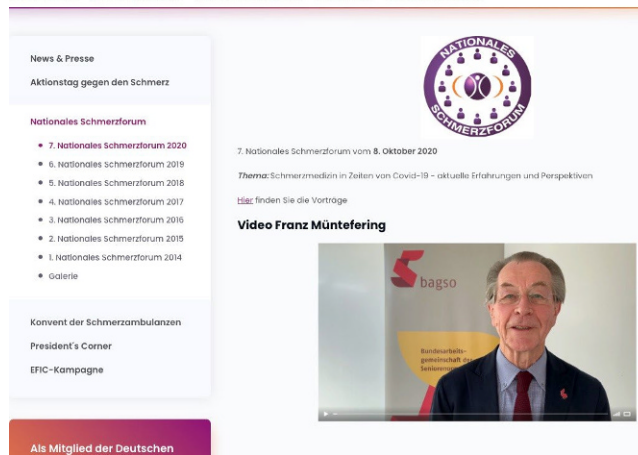 News & Presse
Aktionstag gegen den Schmerz
Nationales Schmerzforum
7. Nationales Schmerzforum 2020
6. Nationales Schmerzforum 2019
5. Nationales Schmerzforum 2018
4. Nationales Schmerzforum 2017
3. Nationales Schmerzforum 2016
2. Nationales Schmerzforum 2015
1. Nationales Schmerzforum 2014
Galerie
Konvent der Schmerzambulanzen
President's Corner
EFIC-Kampagne
Als Mitglied der Deutschen
NATIONALES
SCHMERZFORUM
7. Nationales Schmerzforum vom 8. Oktober 2020
Thema: Schmerzmedizin in Zeiten von Covid-19 - aktuelle Erfahrungen und Perspektiven
Hier finden Sie die Vorträge
Video Franz Müntefering
bagso
Bundesarbeits-
gemeinschaft der